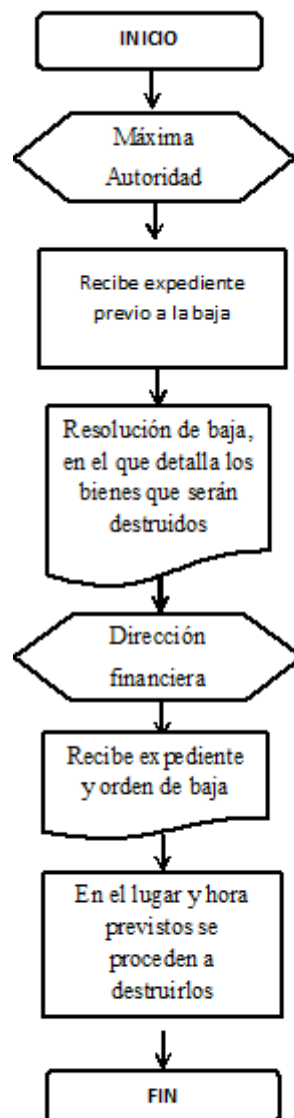 INICIO
Máxima
Autoridad
Recibe expediente
previo a la baja
Resolución de baja,
en el que detalla los
bienes que serán
destruidos
Dirección
financiera
Recibe expediente
y orden de baja
En el lugar y hora
previstos se
proceden a
destruirlos
FIN